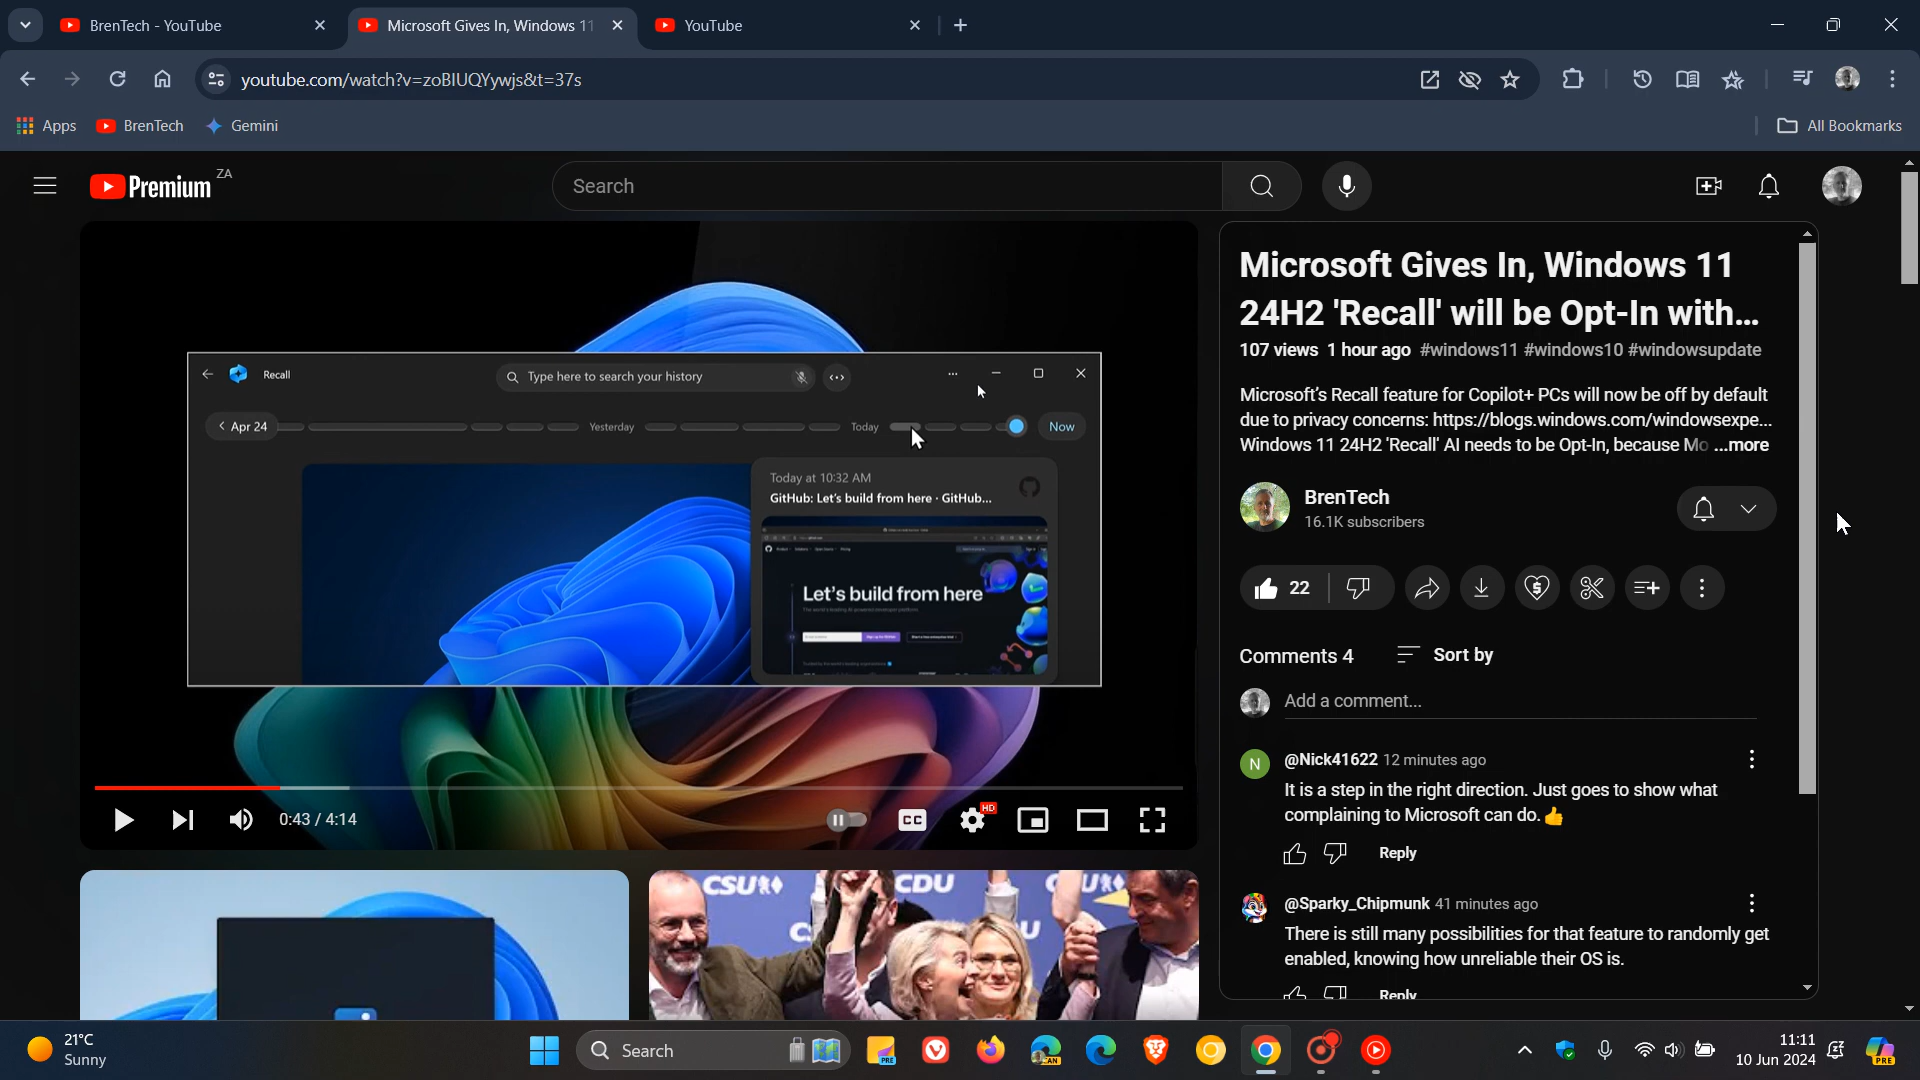 BrenTech - YouTube
Microsoft Gives In, Windows 11
YouTube
youtube.com/watch?v=zoBIUQYywjs&t=37s
Apps
BrenTech
Gemini
All Bookmarks
Premium ZA
Search
Recall
Type here to search your history
Apr 24
Yesterday
Today
Now
Today at 10:32 AM
GitHub: Let's build from here · GitHub...
Let's build from here
0:43 / 4:14
CC
HD
Microsoft Gives In, Windows 11
24H2 'Recall' will be Opt-In with...
107 views 1 hour ago #windows11 #windows10 #windowsupdate
Microsoft's Recall feature for Copilot+ PCs will now be off by default
due to privacy concerns: https://blogs.windows.com/windowsexpe...
Windows 11 24H2 'Recall' AI needs to be Opt-In, because Mo ...more
BrenTech
16.1K subscribers
22
Comments 4
Sort by
Add a comment...
N
@Nick41622 12 minutes ago
It is a step in the right direction. Just goes to show what
complaining to Microsoft can do.👍
Reply
@Sparky_Chipmunk 41 minutes ago
There is still many possibilities for that feature to randomly get
enabled, knowing how unreliable their OS is.
Reply
CSU
CDU
21°C
Sunny
Search
PRE
CAN
11:11
10 Jun 2024
PRE